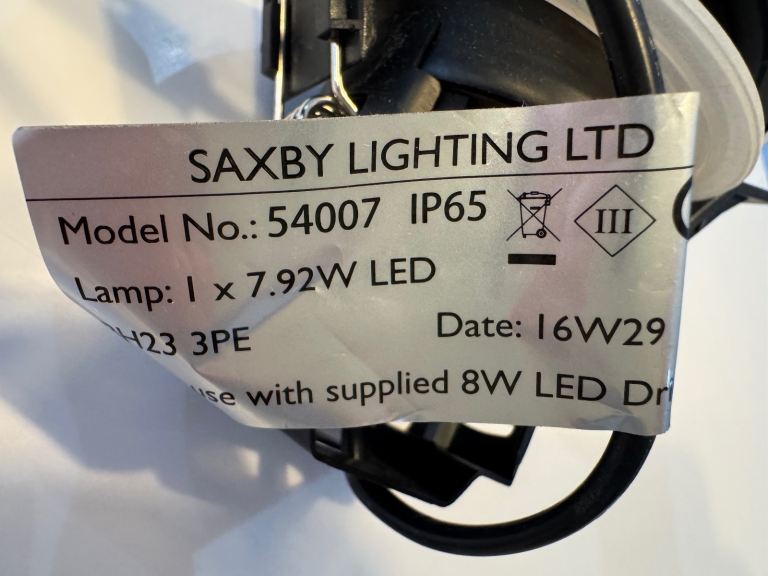 SAXBY LIGHTING LTD
Model No.: 54007 IP65 III
Lamp: 1 x 7.92W LED
3PE Date: 16W29
with supplied 8W LED